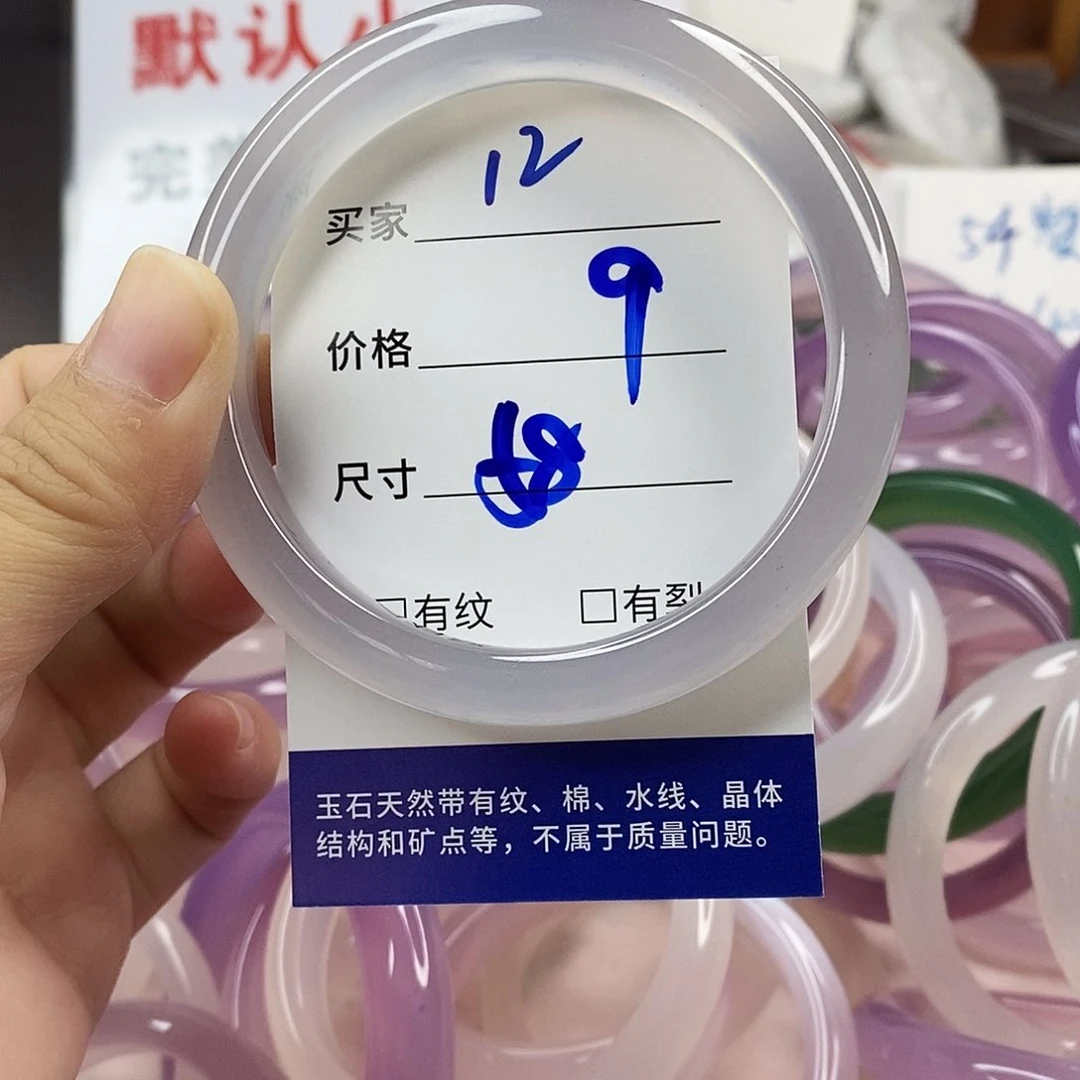 默认
完
54
12
买家
价格 9
尺寸
□有纹 □有裂
玉石天然带有纹、棉、水线、晶体
结构和矿点等，不属于质量问题。